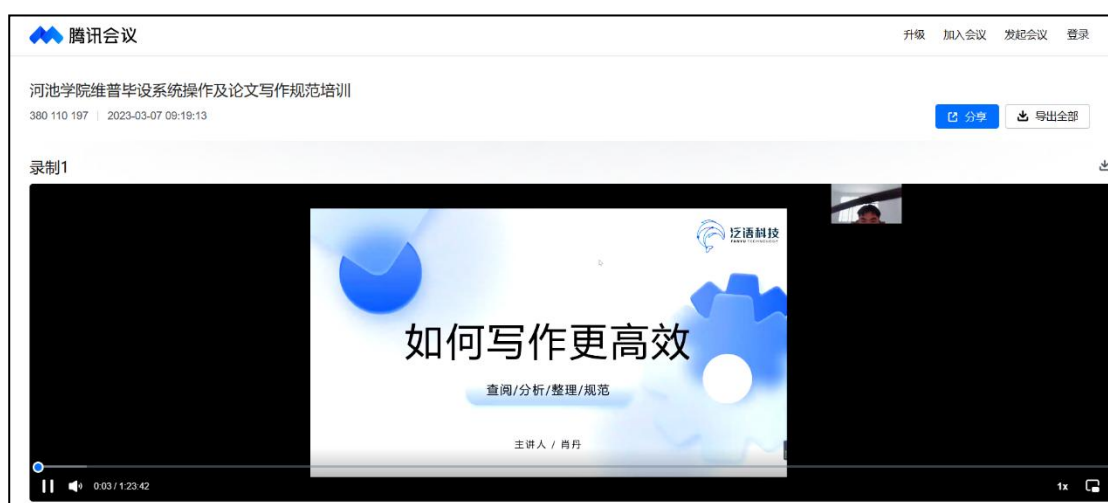 腾讯会议
升级 加入会议 发起会议 登录
河池学院维普毕设系统操作及论文写作规范培训
380 110 197 | 2023-03-07 09:19:13
分享 导出全部
录制1
泛语科技
如何写作更高效
查阅/分析/整理/规范
主讲人 / 肖丹
0:03 / 1:23:42
1x